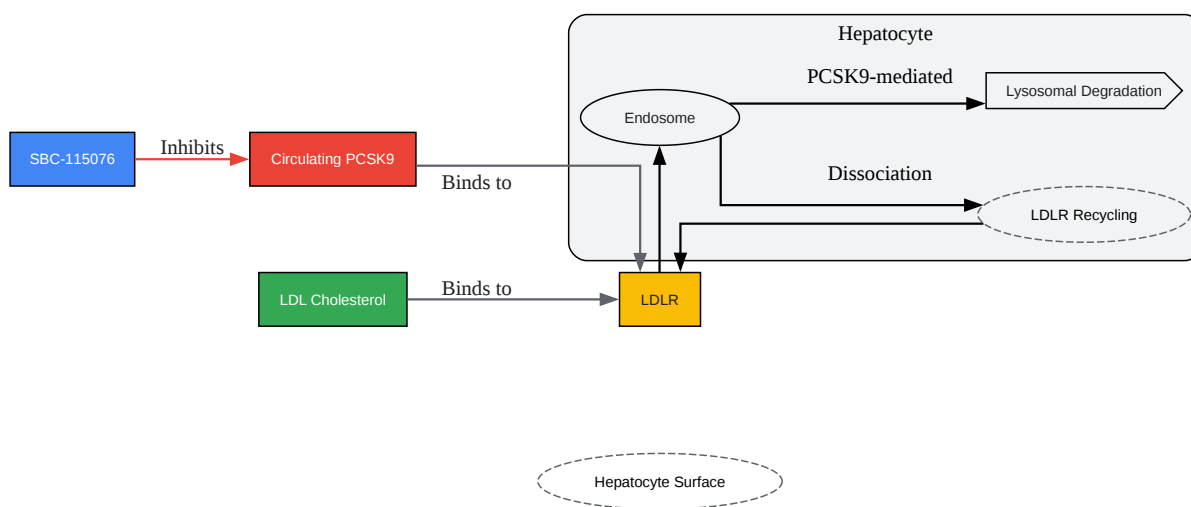 Hepatocyte
PCSK9-mediated
Lysosomal Degradation
Endosome
SBC-115076
Inhibits
Circulating PCSK9
Binds to
Dissociation
LDLR Recycling
LDL Cholesterol
Binds to
LDLR
Hepatocyte Surface